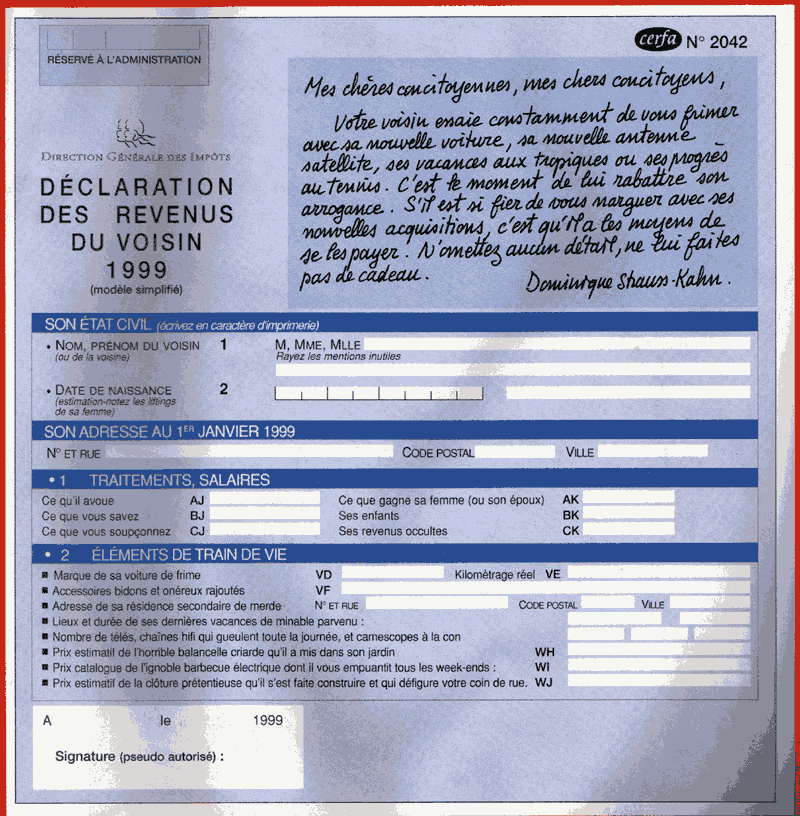 cerfa N° 2042
RÉSERVÉ À L'ADMINISTRATION
Mes chères concitoyennes, mes chers concitoyens,
Votre voisin essaie constamment de vous frimer
avec sa nouvelle voiture, sa nouvelle antenne
satellite, ses vacances aux tropiques ou ses progrès
au tennis. C'est le moment de lui rabattre son
arrogance. S'il est si fier de vous narguer avec ses
nouvelles acquisitions, c'est qu'il a les moyens de
se les payer. N'omettez aucun détail, ne lui faites
pas de cadeau.
Dominique Strauss-Kahn.
DIRECTION GÉNÉRALE DES IMPÔTS
DÉCLARATION
DES REVENUS
DU VOISIN
1999
(modèle simplifié)
SON ÉTAT CIVIL (écrivez en caractère d'imprimerie)
• NOM, PRÉNOM DU VOISIN 1 M, MME, MLLE
(ou de la voisine) Rayez les mentions inutiles
• DATE DE NAISSANCE 2
(estimation-notez les liftings
de sa femme)
SON ADRESSE AU 1ER JANVIER 1999
N° ET RUE CODE POSTAL VILLE
• 1 TRAITEMENTS, SALAIRES
Ce qu'il avoue AJ Ce que gagne sa femme (ou son époux) AK
Ce que vous savez BJ Ses enfants BK
Ce que vous soupçonnez CJ Ses revenus occultes CK
• 2 ÉLÉMENTS DE TRAIN DE VIE
Marque de sa voiture de frime VD Kilomètrage réel VE
Accessoires bidons et onéreux rajoutés VF
Adresse de sa résidence secondaire de merde N° ET RUE CODE POSTAL VILLE
Lieux et durée de ses dernières vacances de minable parvenu :
Nombre de télés, chaînes hifi qui gueulent toute la journée, et camescopes à la con
Prix estimatif de l'horrible balancelle criarde qu'il a mis dans son jardin WH
Prix catalogue de l'ignoble barbecue électrique dont il vous empuantit tous les week-ends : WI
Prix estimatif de la clôture prétentieuse qu'il s'est faite construire et qui défigure votre coin de rue. WJ
A le 1999
Signature (pseudo autorisé) :